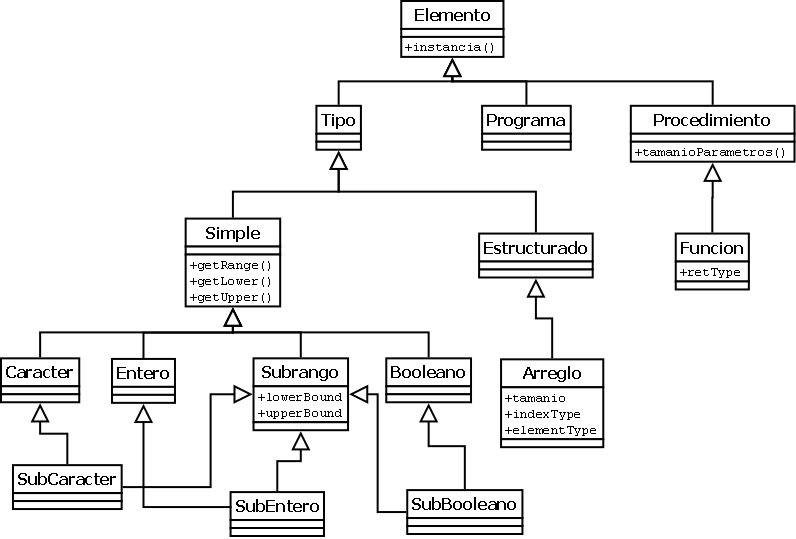 Elemento
+instancia()
Tipo
Programa
Procedimiento
+tamanioParametros()
Simple
+getRange()
+getLower()
+getUpper()
Estructurado
Funcion
+retType
Caracter
Entero
Subrango
+lowerBound
+upperBound
Booleano
Arreglo
+tamanio
+indexType
+elementType
SubCaracter
SubEntero
SubBooleano